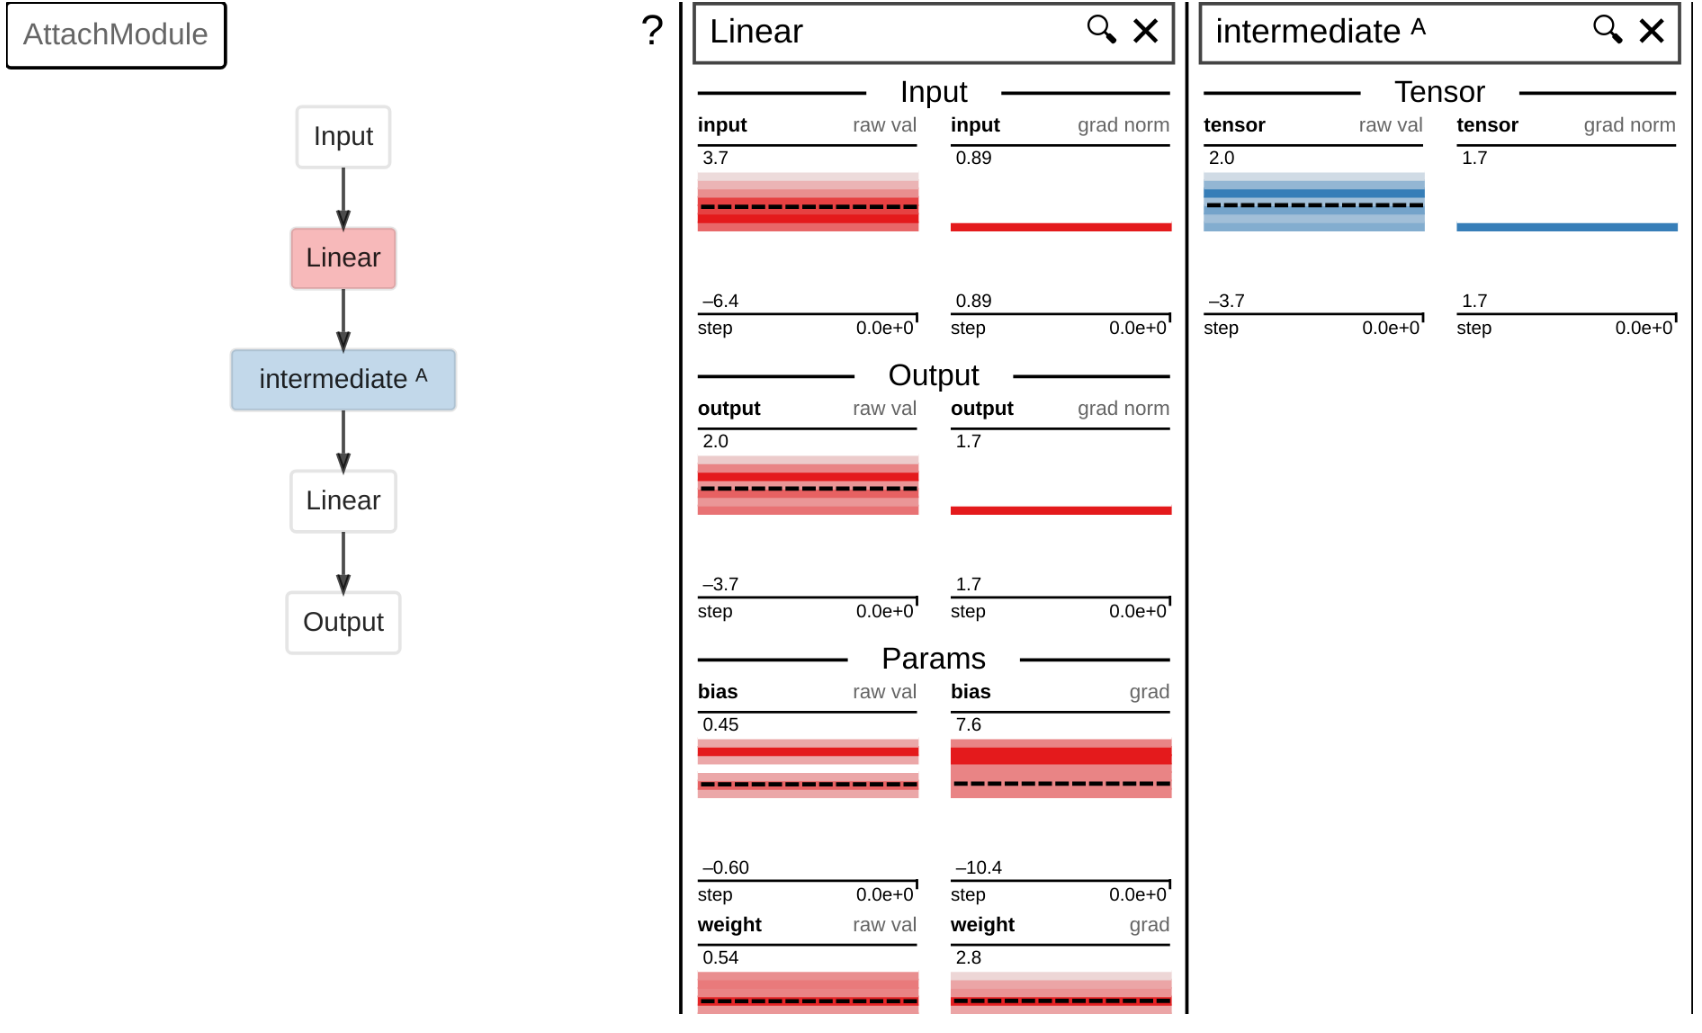 AttachModule
?
Input
Linear
intermediate A
Linear
Output
Linear
Input
input raw val
3.7
–6.4
step 0.0e+0
input grad norm
0.89
0.89
step 0.0e+0
Output
output raw val
2.0
–3.7
step 0.0e+0
output grad norm
1.7
1.7
step 0.0e+0
Params
bias raw val
0.45
–0.60
step 0.0e+0
bias grad
7.6
–10.4
step 0.0e+0
weight raw val
0.54
weight grad
2.8
intermediate A
Tensor
tensor raw val
2.0
–3.7
step 0.0e+0
tensor grad norm
1.7
1.7
step 0.0e+0